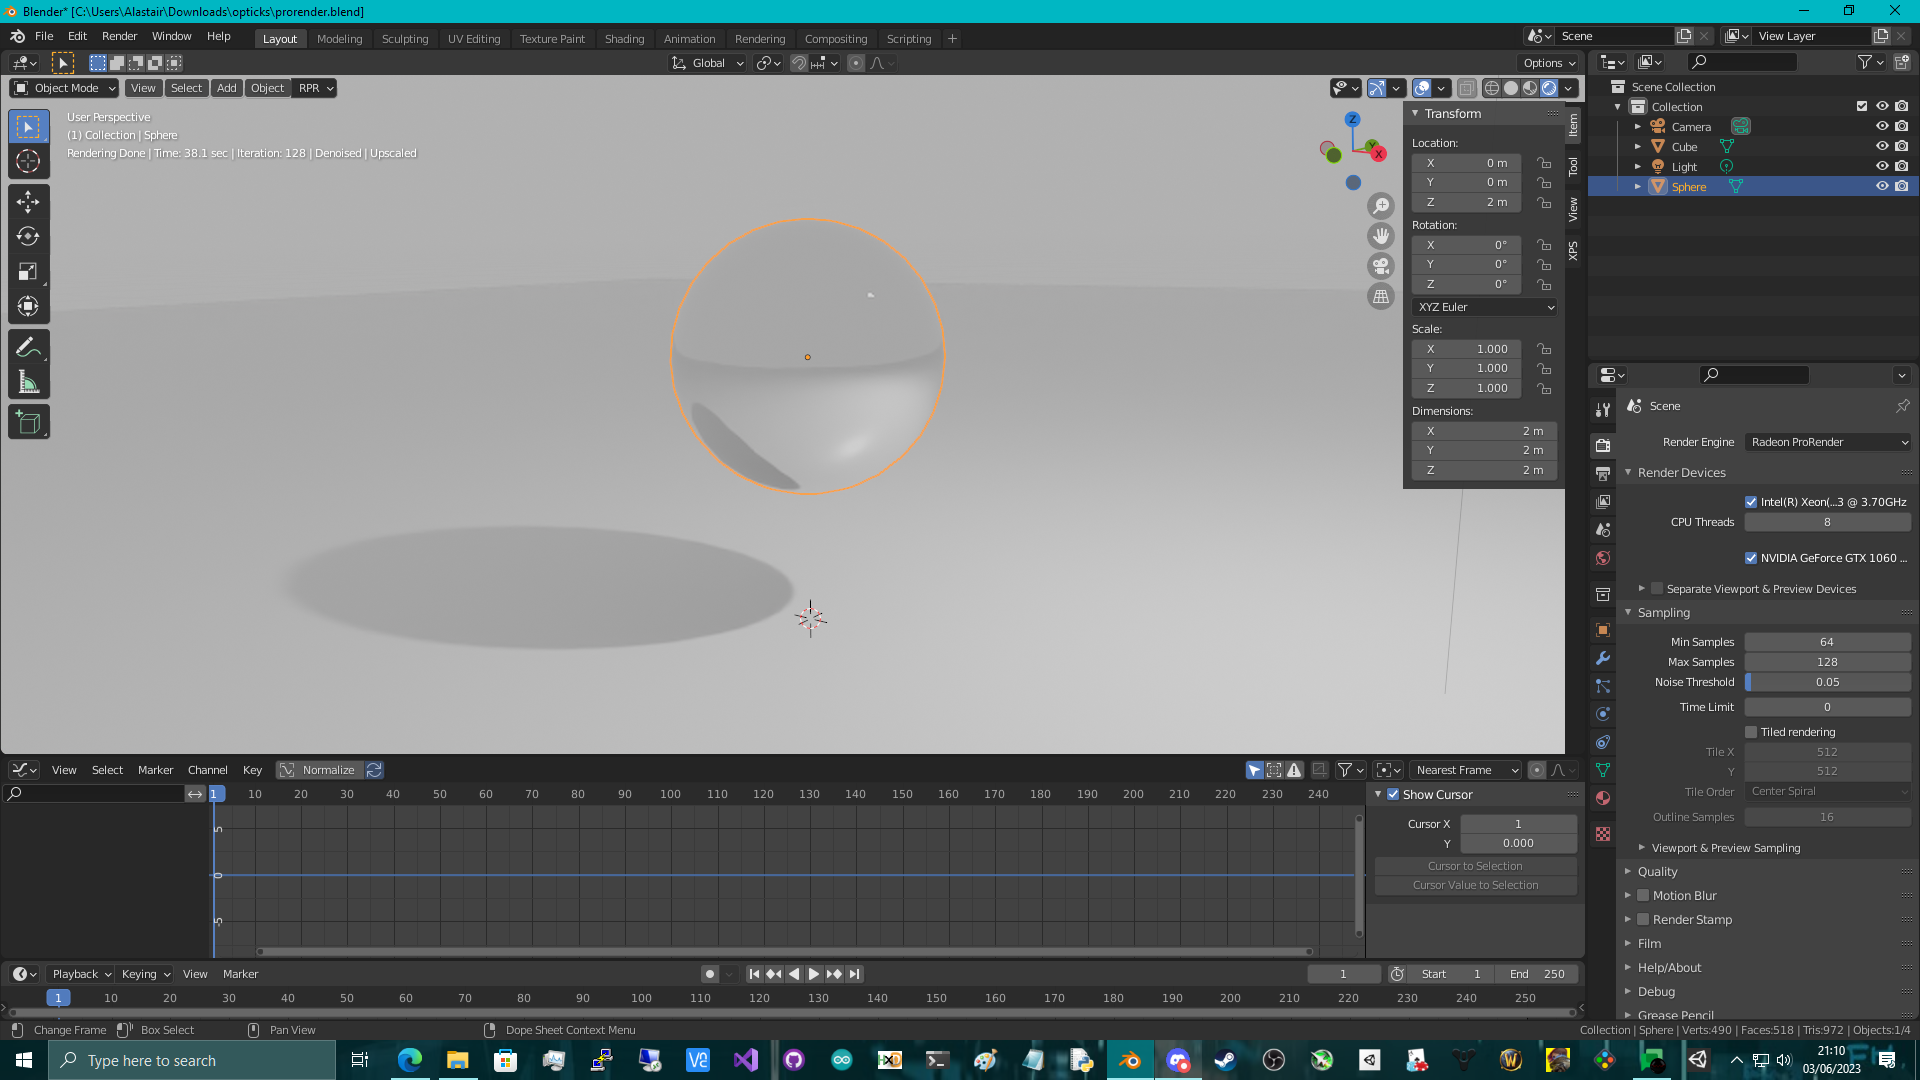 Blender* [C:\Users\Alastair\Downloads\opticks\prorender.blend]
File Edit Render Window Help
Layout Modeling Sculpting UV Editing Texture Paint Shading Animation Rendering Compositing Scripting +
Scene
View Layer
Global
Options
Object Mode View Select Add Object RPR
User Perspective
(1) Collection | Sphere
Rendering Done | Time: 38.1 sec | Iteration: 128 | Denoised | Upscaled
Z
Y
X
Transform
Location:
X 0 m
Y 0 m
Z 2 m
Rotation:
X 0°
Y 0°
Z 0°
XYZ Euler
Scale:
X 1.000
Y 1.000
Z 1.000
Dimensions:
X 2 m
Y 2 m
Z 2 m
Item
Tool
View
XPS
Scene Collection
Collection
Camera
Cube
Light
Sphere
Scene
Render Engine Radeon ProRender
Render Devices
Intel(R) Xeon(...3 @ 3.70GHz
CPU Threads 8
NVIDIA GeForce GTX 1060 ...
Separate Viewport & Preview Devices
Sampling
Min Samples 64
Max Samples 128
Noise Threshold 0.05
Time Limit 0
Tiled rendering
Tile X 512
Y 512
Tile Order Center Spiral
Outline Samples 16
Viewport & Preview Sampling
Quality
Motion Blur
Render Stamp
Film
Help/About
Debug
Grease Pencil
View Select Marker Channel Key Normalize
Nearest Frame
1 10 20 30 40 50 60 70 80 90 100 110 120 130 140 150 160 170 180 190 200 210 220 230 240
5
0
-5
Show Cursor
Cursor X 1
Y 0.000
Cursor to Selection
Cursor Value to Selection
Playback Keying View Marker
1 Start 1 End 250
1 10 20 30 40 50 60 70 80 90 100 110 120 130 140 150 160 170 180 190 200 210 220 230 240 250
Change Frame Box Select Pan View Dope Sheet Context Menu
Collection | Sphere | Verts:490 | Faces:518 | Tris:972 | Objects:1/4
Type here to search
21:10
03/06/2023